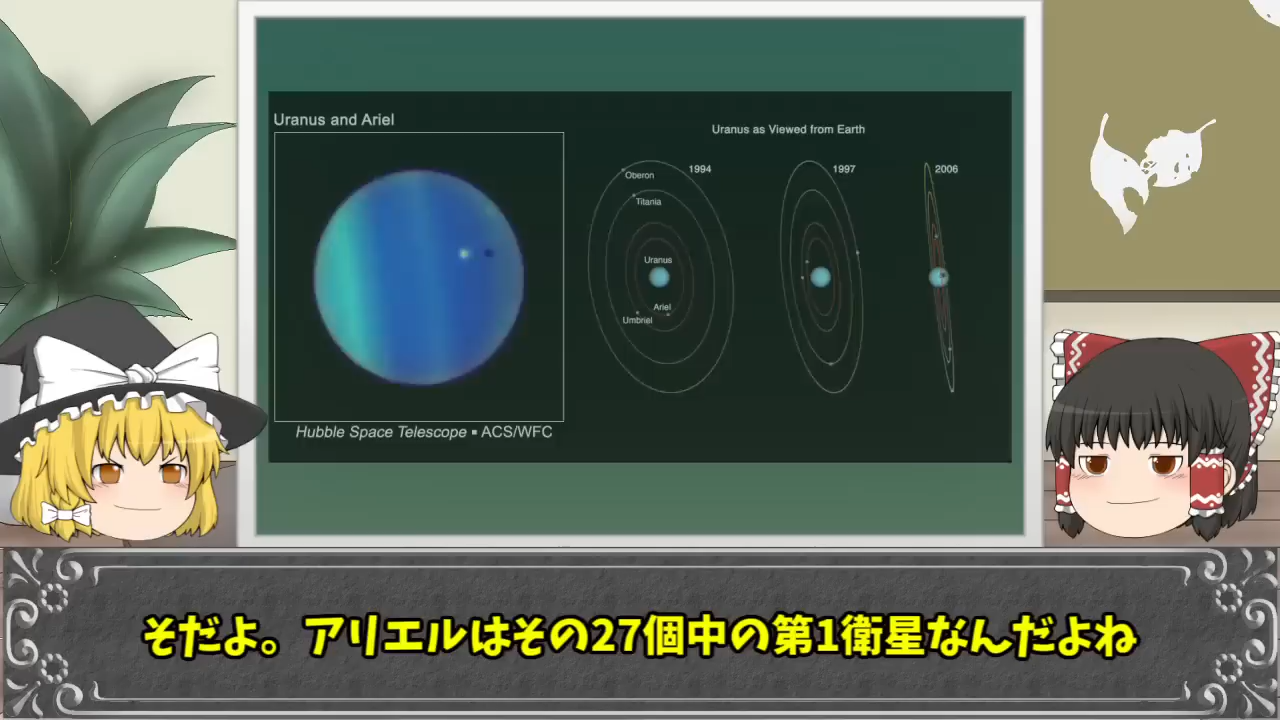 Uranus and Ariel
Hubble Space Telescope ▪ ACS/WFC
Uranus as Viewed from Earth
1994
Oberon
Titania
Uranus
Ariel
Umbriel
1997
2006
そだよ。アリエルはその27個中の第1衛星なんだよね